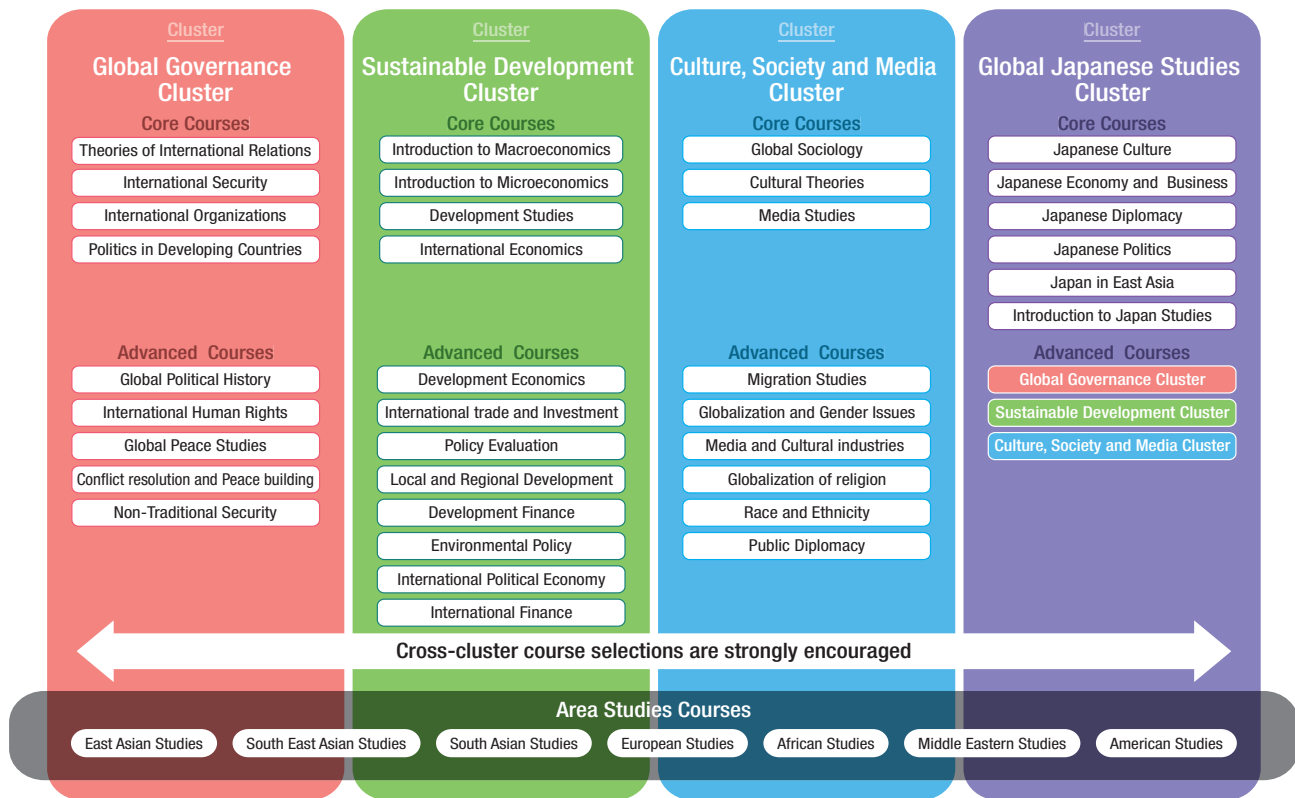 Cluster
Global Governance
Cluster
Core Courses
Theories of International Relations
International Security
International Organizations
Politics in Developing Countries
Advanced Courses
Global Political History
International Human Rights
Global Peace Studies
Conflict resolution and Peace building
Non-Traditional Security
Cluster
Sustainable Development
Cluster
Core Courses
Introduction to Macroeconomics
Introduction to Microeconomics
Development Studies
International Economics
Advanced Courses
Development Economics
International trade and Investment
Policy Evaluation
Local and Regional Development
Development Finance
Environmental Policy
International Political Economy
International Finance
Cluster
Culture, Society and Media
Cluster
Core Courses
Global Sociology
Cultural Theories
Media Studies
Advanced Courses
Migration Studies
Globalization and Gender Issues
Media and Cultural industries
Globalization of religion
Race and Ethnicity
Public Diplomacy
Cluster
Global Japanese Studies
Cluster
Core Courses
Japanese Culture
Japanese Economy and Business
Japanese Diplomacy
Japanese Politics
Japan in East Asia
Introduction to Japan Studies
Advanced Courses
Global Governance Cluster
Sustainable Development Cluster
Culture, Society and Media Cluster
Cross-cluster course selections are strongly encouraged
Area Studies Courses
East Asian Studies
South East Asian Studies
South Asian Studies
European Studies
African Studies
Middle Eastern Studies
American Studies